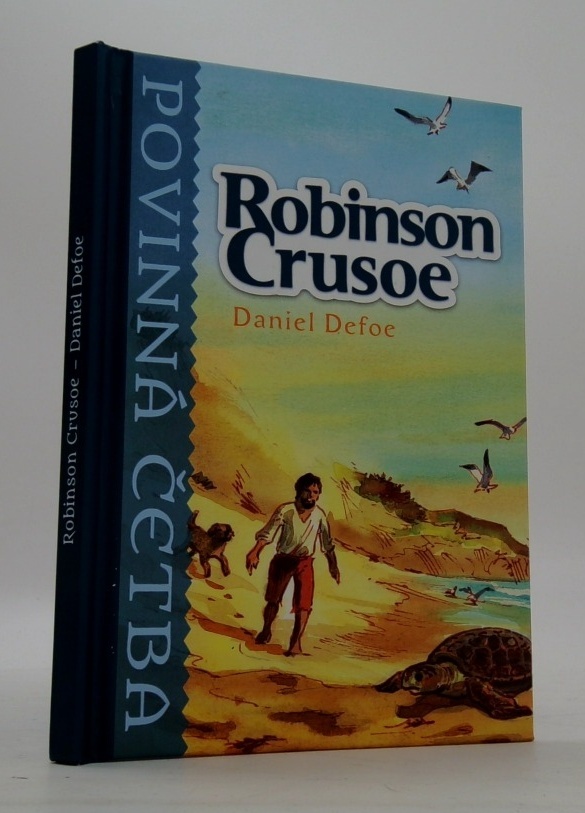 Robinson Crusoe – Daniel Defoe
POVINNÁ ČETBA
Robinson
Crusoe
Daniel Defoe